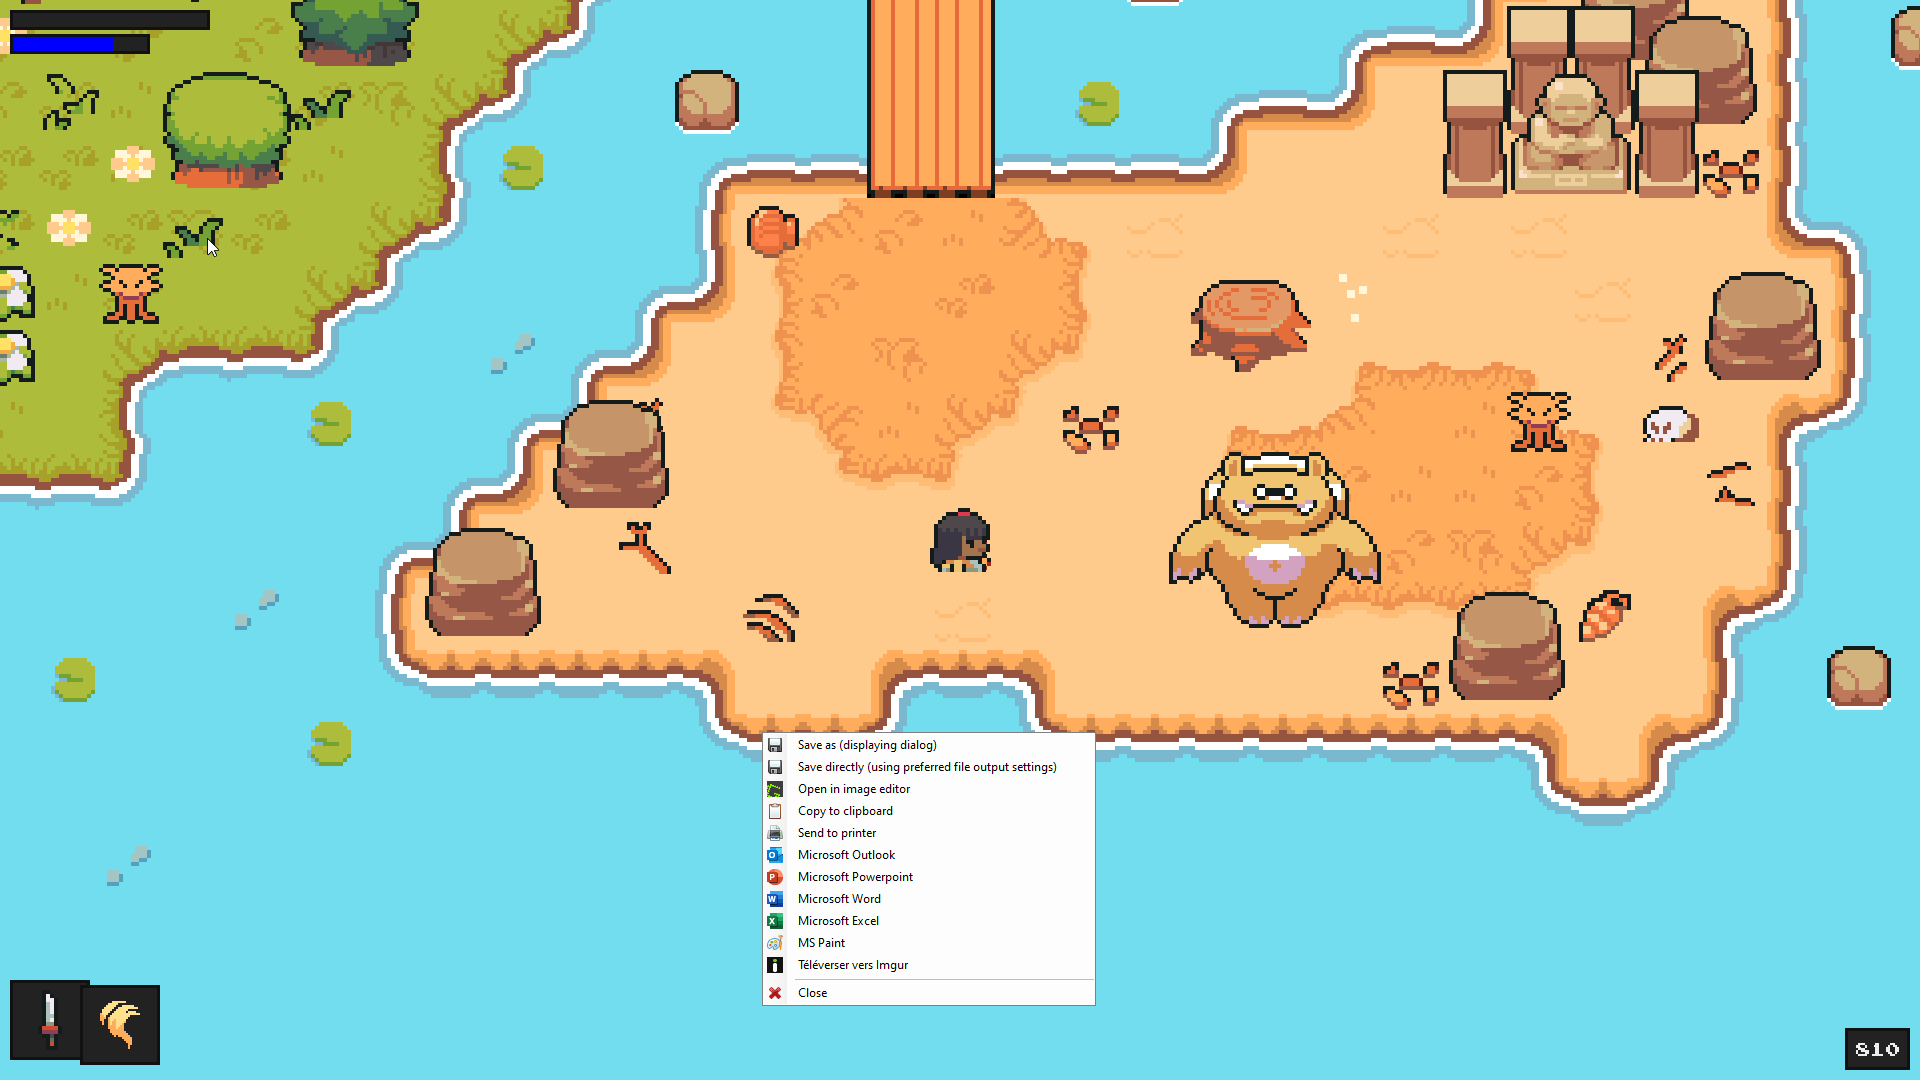 Save as (displaying dialog)
Save directly (using preferred file output settings)
Open in image editor
Copy to clipboard
Send to printer
Microsoft Outlook
Microsoft Powerpoint
Microsoft Word
Microsoft Excel
MS Paint
Téléverser vers Imgur
Close
810